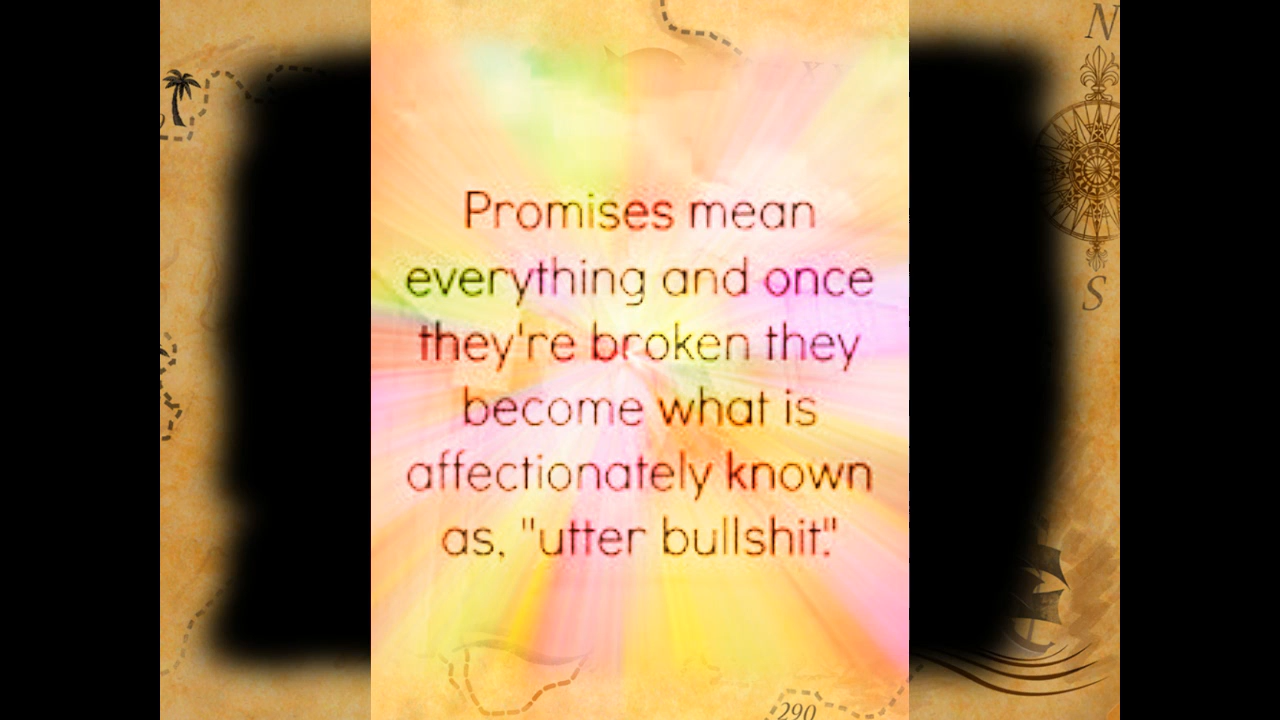 N
Promises mean
everything and once
they're broken they
become what is
affectionately known
as, "utter bullshit."
S
290